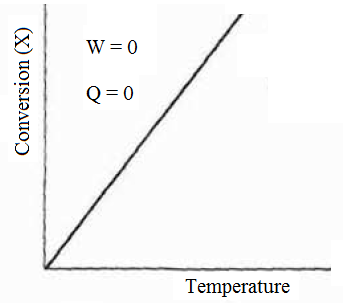 W = 0
Q = 0
Conversion (X)
Temperature